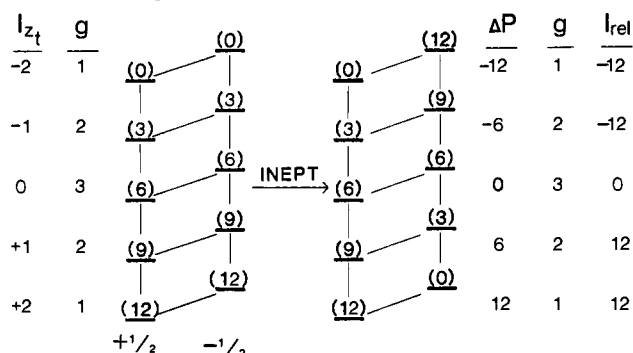 I_zt g ΔP g I_rel
(0) (12)
-2 1 (0) (0) -12 1 -12
(3) (9)
-1 2 (3) (3) -6 2 -12
(6) INEPT (6)
0 3 (6) (6) 0 3 0
(9) (3)
+1 2 (9) (9) 6 2 12
(12) (0)
+2 1 (12) (12) 12 1 12
+1/2 -1/2